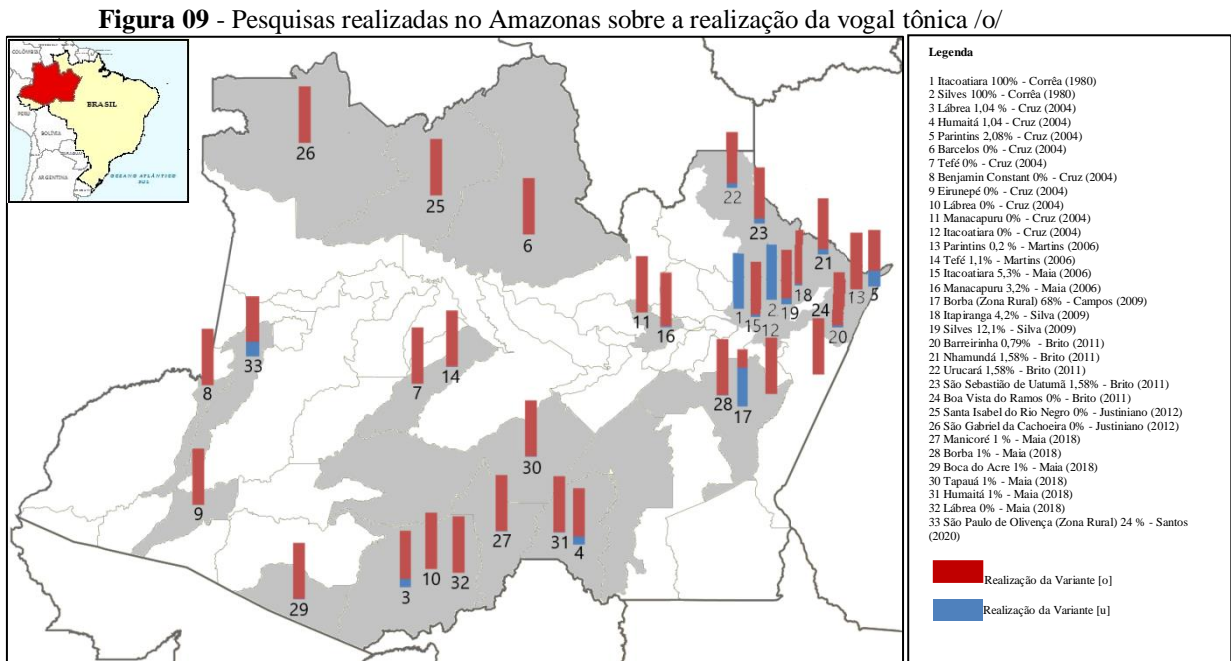 Figura 09 - Pesquisas realizadas no Amazonas sobre a realização da vogal tônica /o/
COLÔMBIA
BRASIL
PERÚ
BOLÍVIA
ARGENTINA
OCEANO ATLÂNTICO
SUL
26
25
6
22
23
21
11
16
1
15
2
12
19
18
24
20
13
5
33
8
7
14
28
17
9
30
27
31
4
29
3
10
32
Legenda
1 Itacoatiara 100% - Corrêa (1980)
2 Silves 100% - Corrêa (1980)
3 Lábrea 1,04 % - Cruz (2004)
4 Humaitá 1,04 - Cruz (2004)
5 Parintins 2,08% - Cruz (2004)
6 Barcelos 0% - Cruz (2004)
7 Tefé 0% - Cruz (2004)
8 Benjamin Constant 0% - Cruz (2004)
9 Eirunepé 0% - Cruz (2004)
10 Lábrea 0% - Cruz (2004)
11 Manacapuru 0% - Cruz (2004)
12 Itacoatiara 0% - Cruz (2004)
13 Parintins 0,2 % - Martins (2006)
14 Tefé 1,1% - Martins (2006)
15 Itacoatiara 5,3% - Maia (2006)
16 Manacapuru 3,2% - Maia (2006)
17 Borba (Zona Rural) 68% - Campos (2009)
18 Itapiranga 4,2% - Silva (2009)
19 Silves 12,1% - Silva (2009)
20 Barreirinha 0,79% - Brito (2011)
21 Nhamundá 1,58% - Brito (2011)
22 Urucará 1,58% - Brito (2011)
23 São Sebastião de Uatumã 1,58% - Brito (2011)
24 Boa Vista do Ramos 0% - Brito (2011)
25 Santa Isabel do Rio Negro 0% - Justiniano (2012)
26 São Gabriel da Cachoeira 0% - Justiniano (2012)
27 Manicoré 1 % - Maia (2018)
28 Borba 1% - Maia (2018)
29 Boca do Acre 1% - Maia (2018)
30 Tapauá 1% - Maia (2018)
31 Humaitá 1% - Maia (2018)
32 Lábrea 0% - Maia (2018)
33 São Paulo de Olivença (Zona Rural) 24 % - Santos
(2020)
Realização da Variante [o]
Realização da Variante [u]